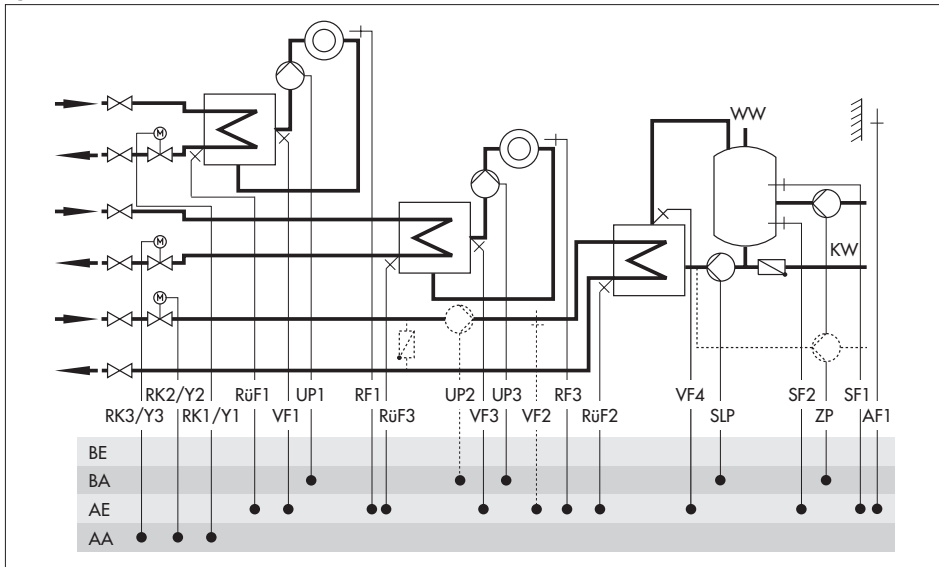 M
M
M
WW
KW
RK2/Y2 RüF1 UP1 RF1 UP2 UP3 RF3 VF4 SF2 SF1
RK3/Y3 RK1/Y1 VF1 RüF3 VF3 VF2 RüF2 SLP ZP AF1
BE
BA
AE
AA